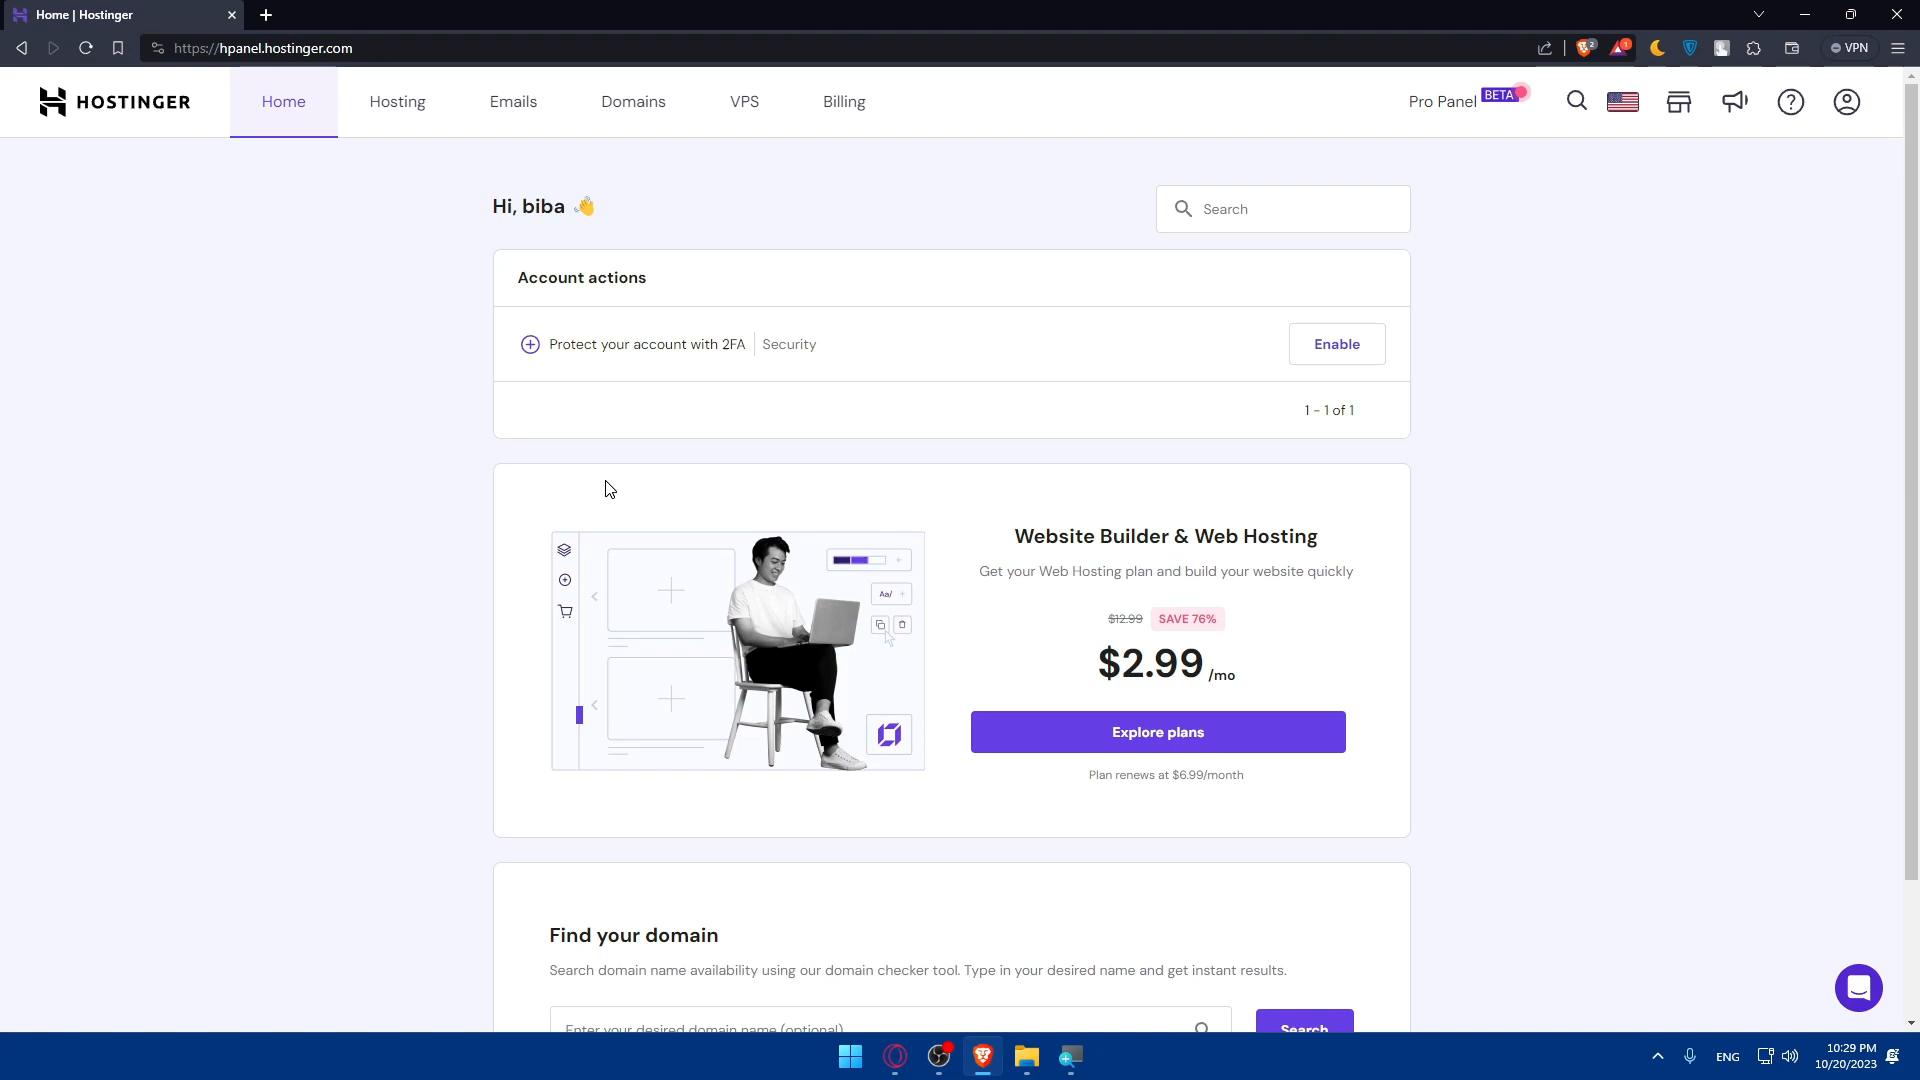 Home | Hostinger
https://hpanel.hostinger.com
VPN
HOSTINGER
Home
Hosting
Emails
Domains
VPS
Billing
Pro Panel
BETA
Hi, biba
Search
Account actions
Protect your account with 2FA
Security
Enable
1 - 1 of 1
Aa/
Website Builder & Web Hosting
Get your Web Hosting plan and build your website quickly
$12.99 SAVE 76%
$2.99 /mo
Explore plans
Plan renews at $6.99/month
Find your domain
Search domain name availability using our domain checker tool. Type in your desired name and get instant results.
Enter your desired domain name (optional)
Search
ENG
10:29 PM
10/20/2023